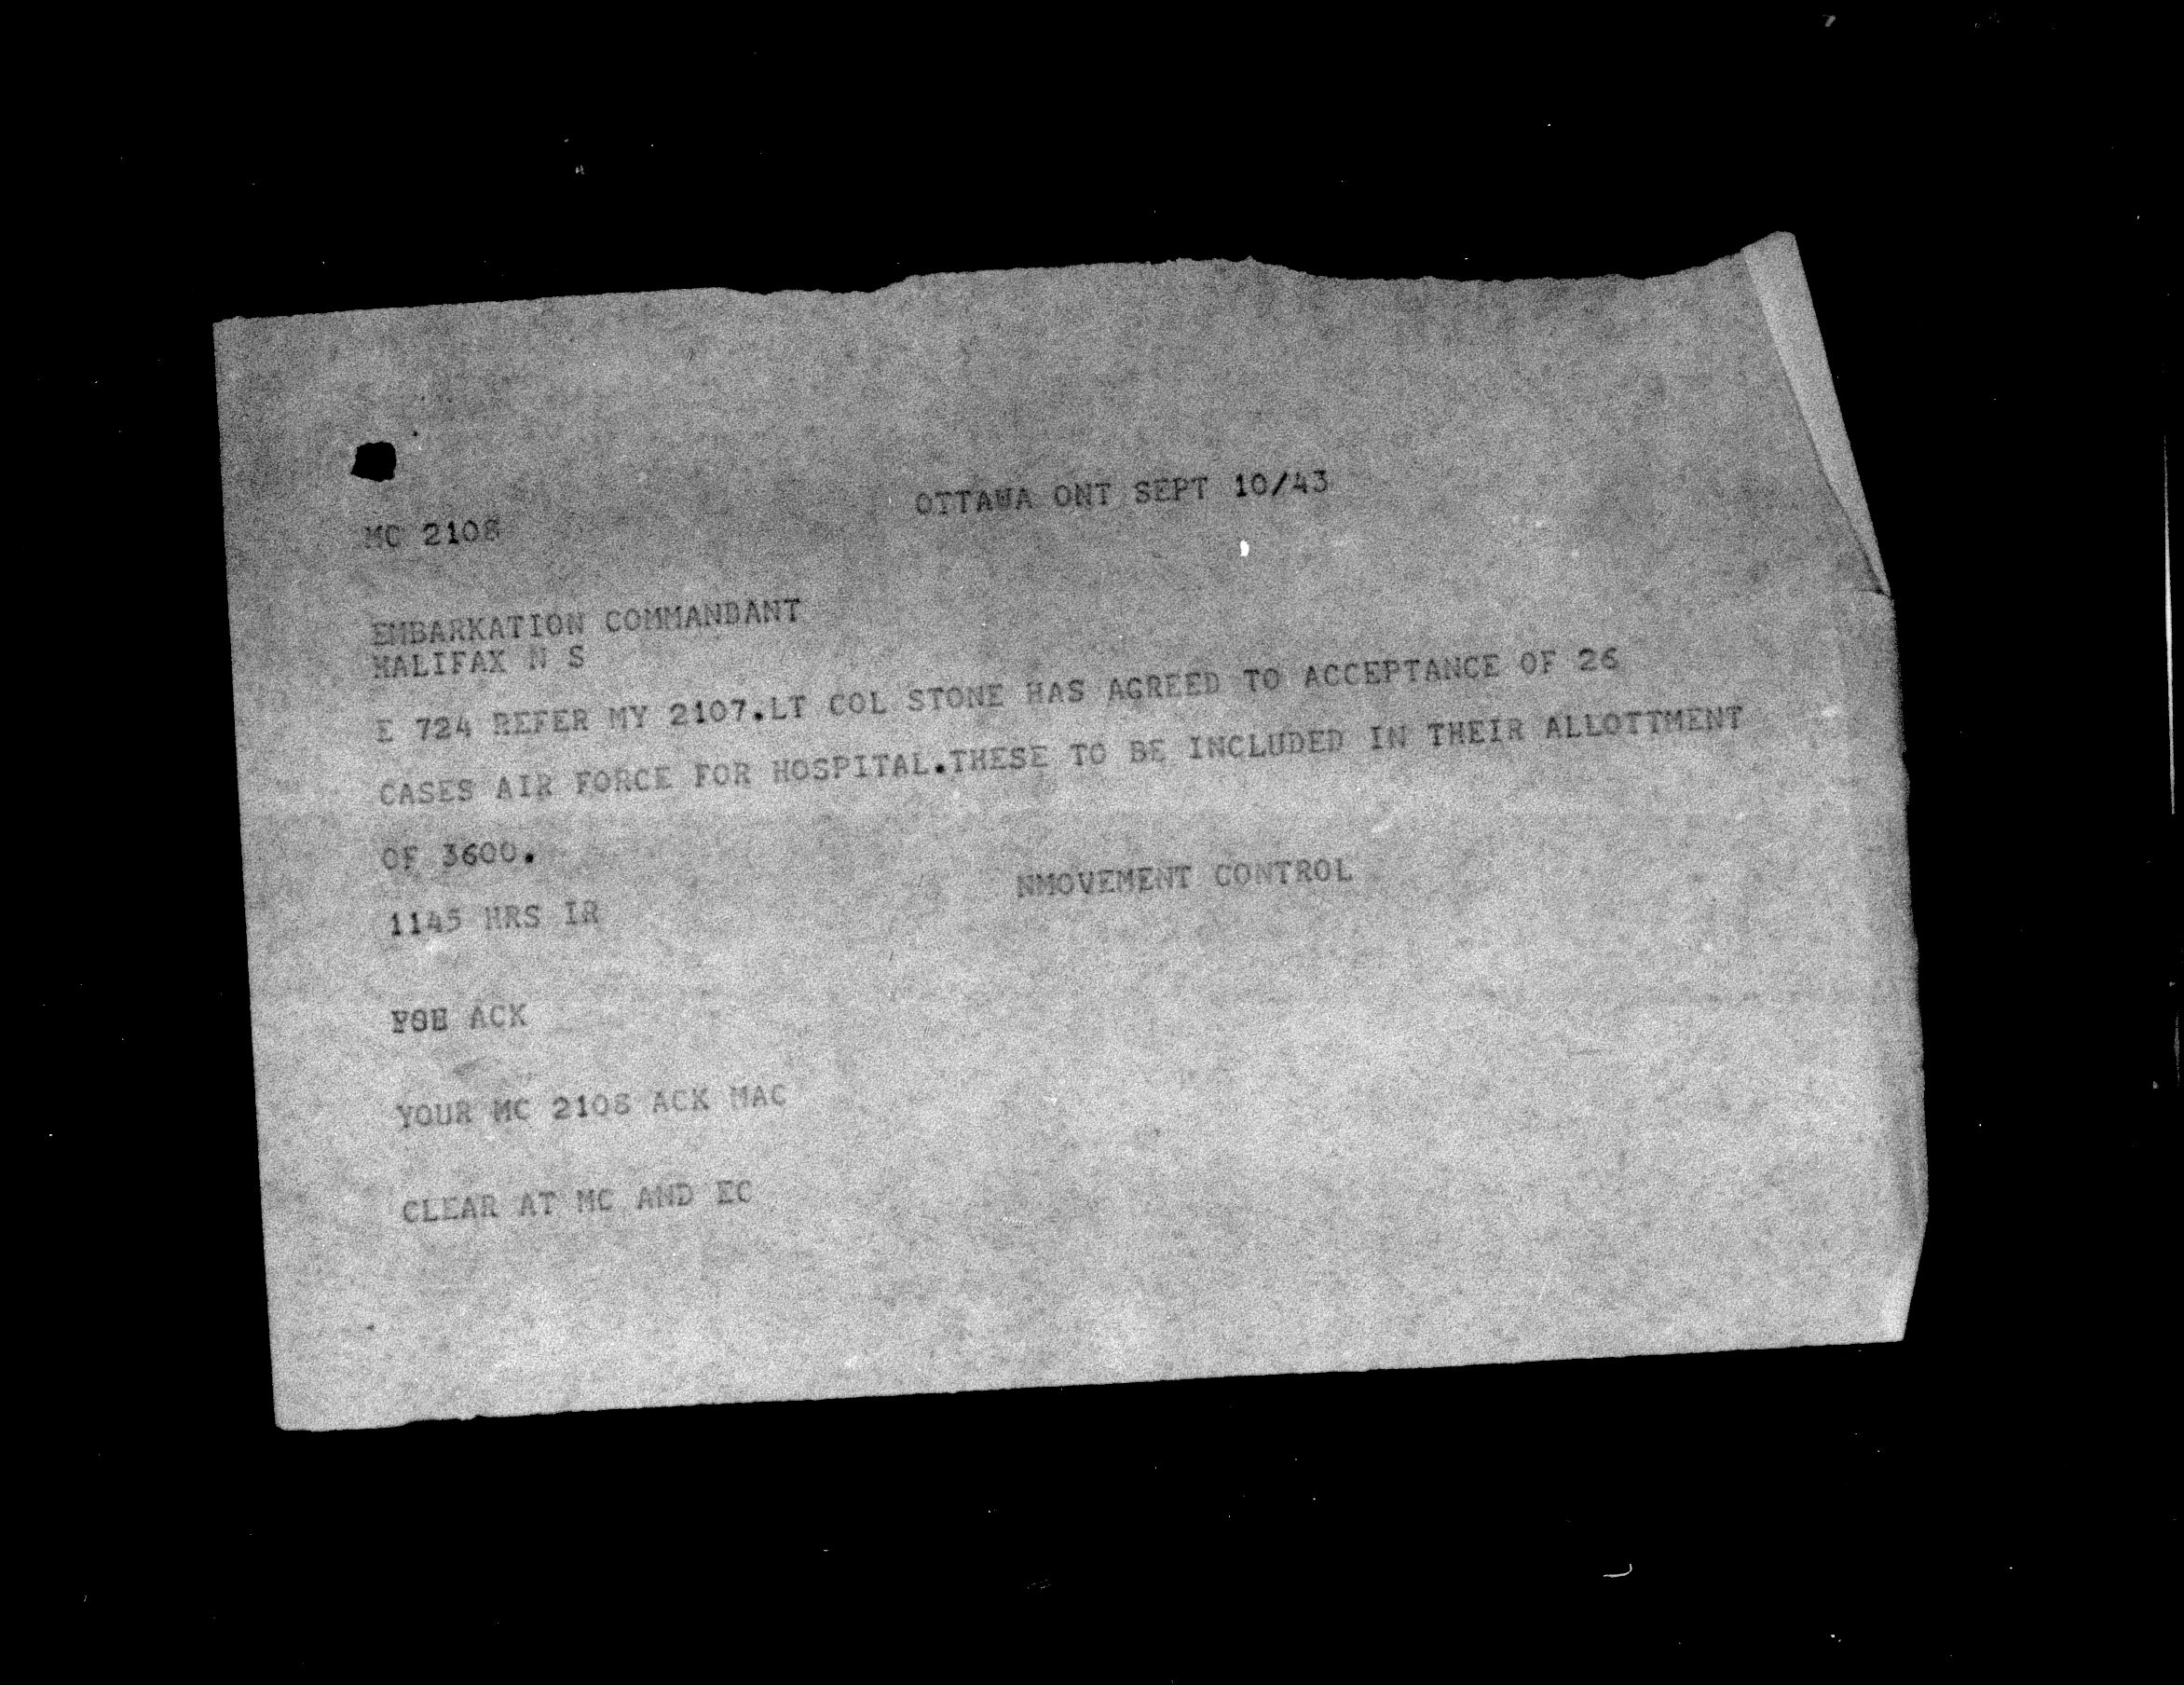 OTTAWA ONT SEPT 10/43
MC 2108
EMBARKATION COMMANDANT
HALIFAX N S
E 724 REFER MY 2107.LT COL STONE HAS AGREED TO ACCEPTANCE OF 26
CASES AIR FORCE FOR HOSPITAL.THESE TO BE INCLUDED IN THEIR ALLOTTMENT
OF 3600.
NMOVEMENT CONTROL
1145 HRS IR
ACK
YOUR MC 2108 ACK MAC
CLEAR AT MC AND EC